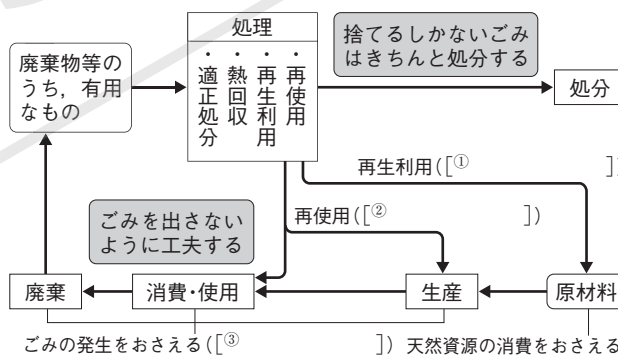 処理
・再使用
・再生利用
・熱回収
・適正処分
捨てるしかないごみ
はきちんと処分する
廃棄物等の
うち，有用
なもの
処分
再生利用([①　　　　　])
ごみを出さない
ように工夫する
再使用([②　　　　　])
廃棄
消費・使用
生産
原材料
ごみの発生をおさえる([③　　　　　])
天然資源の消費をおさえる